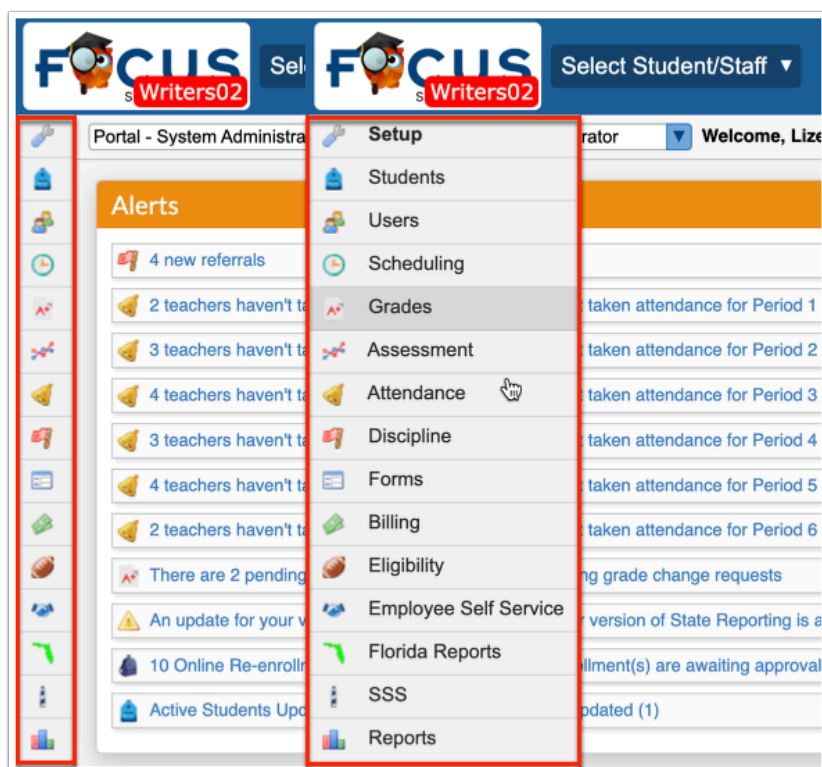 FOCUS
Writers02
Sel
FOCUS
Writers02
Select Student/Staff ▼
Portal - System Administra
rator
Welcome, Lize
Alerts
4 new referrals
2 teachers haven't ta
3 teachers haven't ta
4 teachers haven't ta
3 teachers haven't ta
4 teachers haven't ta
2 teachers haven't ta
There are 2 pending
An update for your v
10 Online Re-enrollr
Active Students Upd
Setup
Students
Users
Scheduling
Grades
Assessment
Attendance
Discipline
Forms
Billing
Eligibility
Employee Self Service
Florida Reports
SSS
Reports
t taken attendance for Period 1
t taken attendance for Period 2
t taken attendance for Period 3
t taken attendance for Period 4
t taken attendance for Period 5
t taken attendance for Period 6
ng grade change requests
r version of State Reporting is a
ollment(s) are awaiting approval
pdated (1)